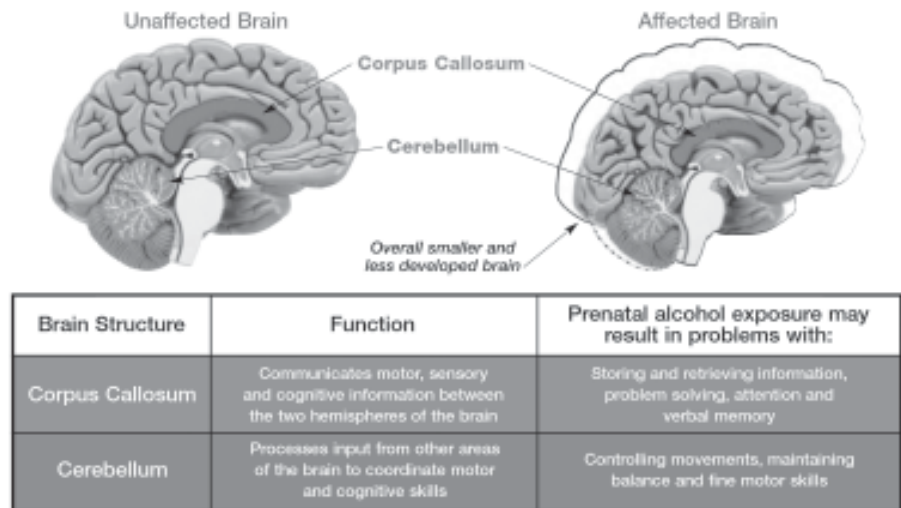 Unaffected Brain
Affected Brain
Corpus Callosum
Cerebellum
Overall smaller and
less developed brain
Brain Structure
Function
Prenatal alcohol exposure may
result in problems with:
Corpus Callosum
Communicates motor, sensory
and cognitive information between
the two hemispheres of the brain
Storing and retrieving information,
problem solving, attention and
verbal memory
Cerebellum
Processes input from other areas
of the brain to coordinate motor
and cognitive skills
Controlling movements, maintaining
balance and fine motor skills